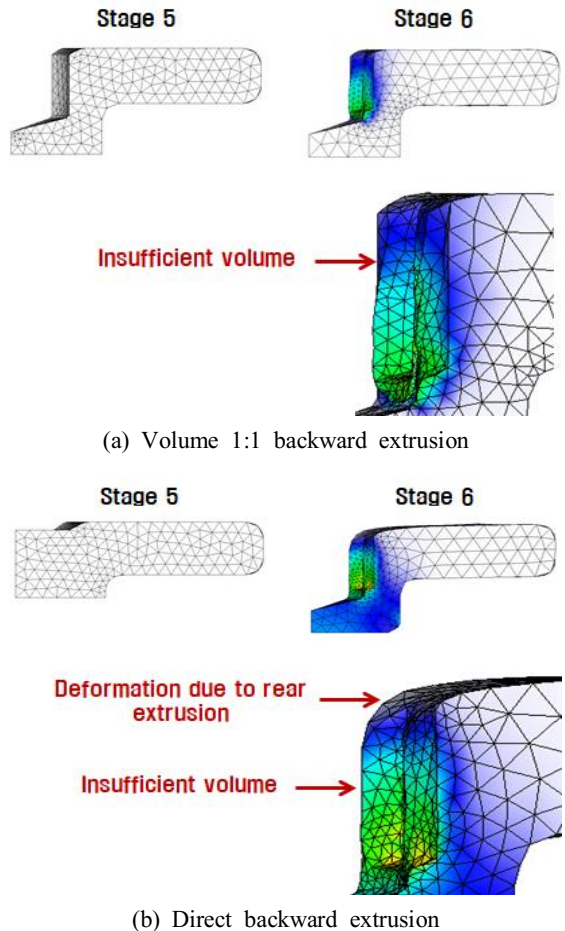 Stage 5
Stage 6
Insufficient volume
(a) Volume 1:1 backward extrusion
Stage 5
Stage 6
Deformation due to rear
extrusion
Insufficient volume
(b) Direct backward extrusion